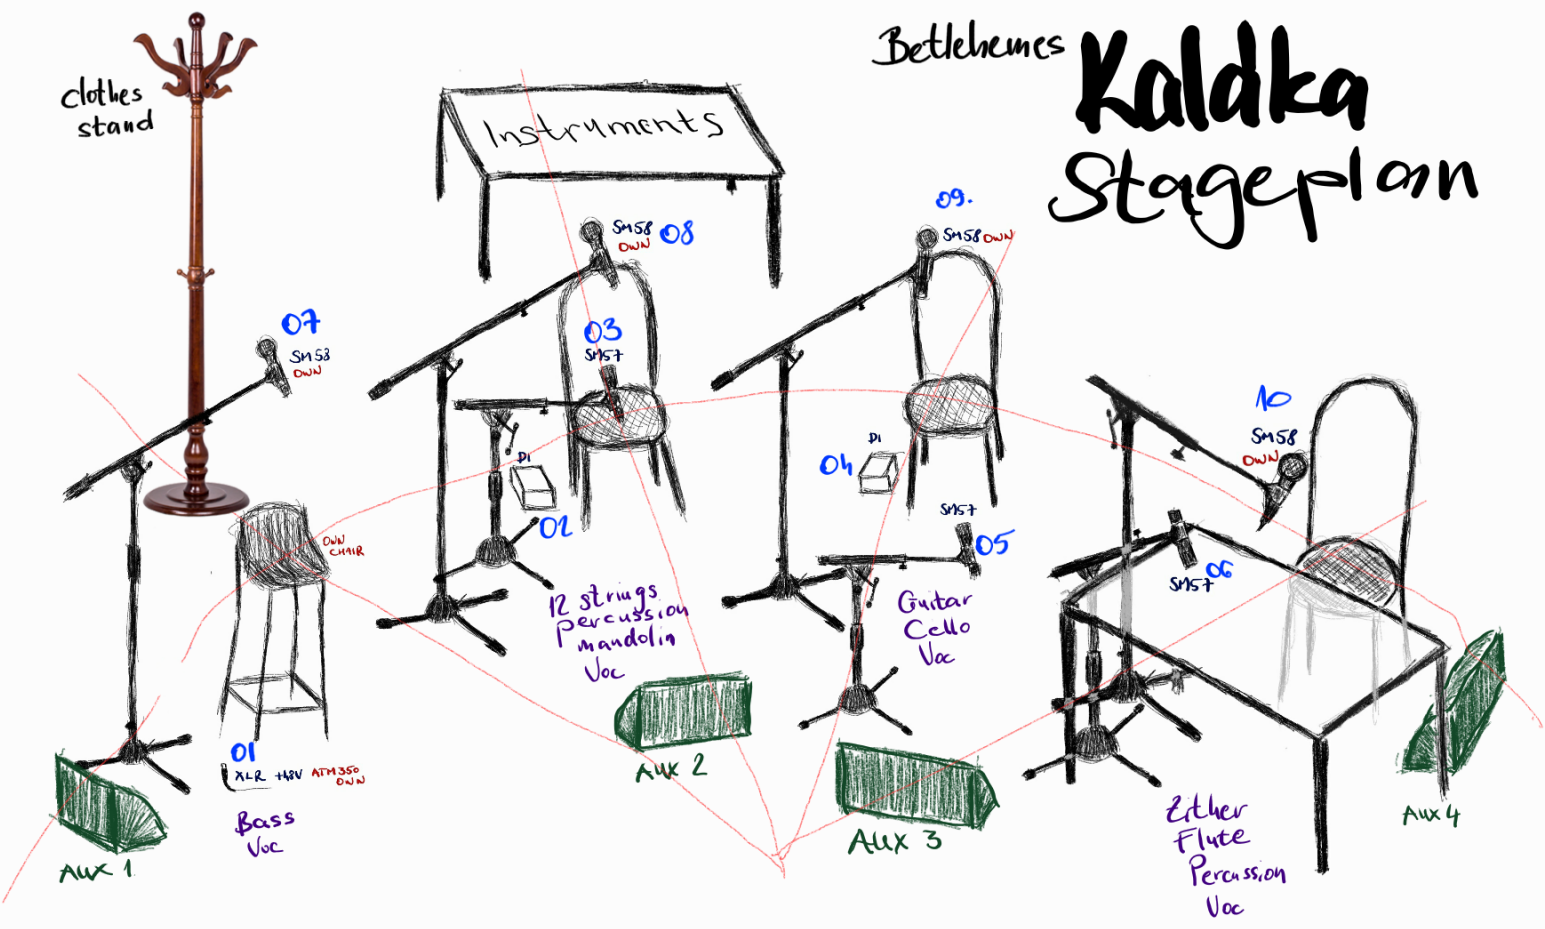 Betlehemes
Kaldka
Stageplan
clothes
stand
Instruments
09.
SM58 OWN
SM58
OWN
08
07
SM58
OWN
03
SM57
10
SM58
OWN
DI
04
DI
02
SM57
05
OWN
CHAIR
SM57
06
12 strings
percussion
mandolin
Voc
Guitar
Cello
Voc
01
XLR +48V ATM350
OWN
Bass
Voc
Aux 1
Aux 2
Aux 3
Zither
Flute
Percussion
Voc
Aux 4